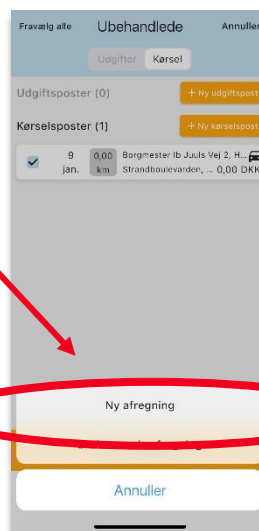 Fravælg alle Ubehandlede Annuller
Udgifter Kørsel
Udgiftsposter (0) + Ny udgiftspost
Kørselsposter (1) + Ny kørselspost
9 jan. 0,00 km Borgmester Ib Juuls Vej 2, H...
Strandboulevarden, ... 0,00 DKK
Ny afregning
Annuller